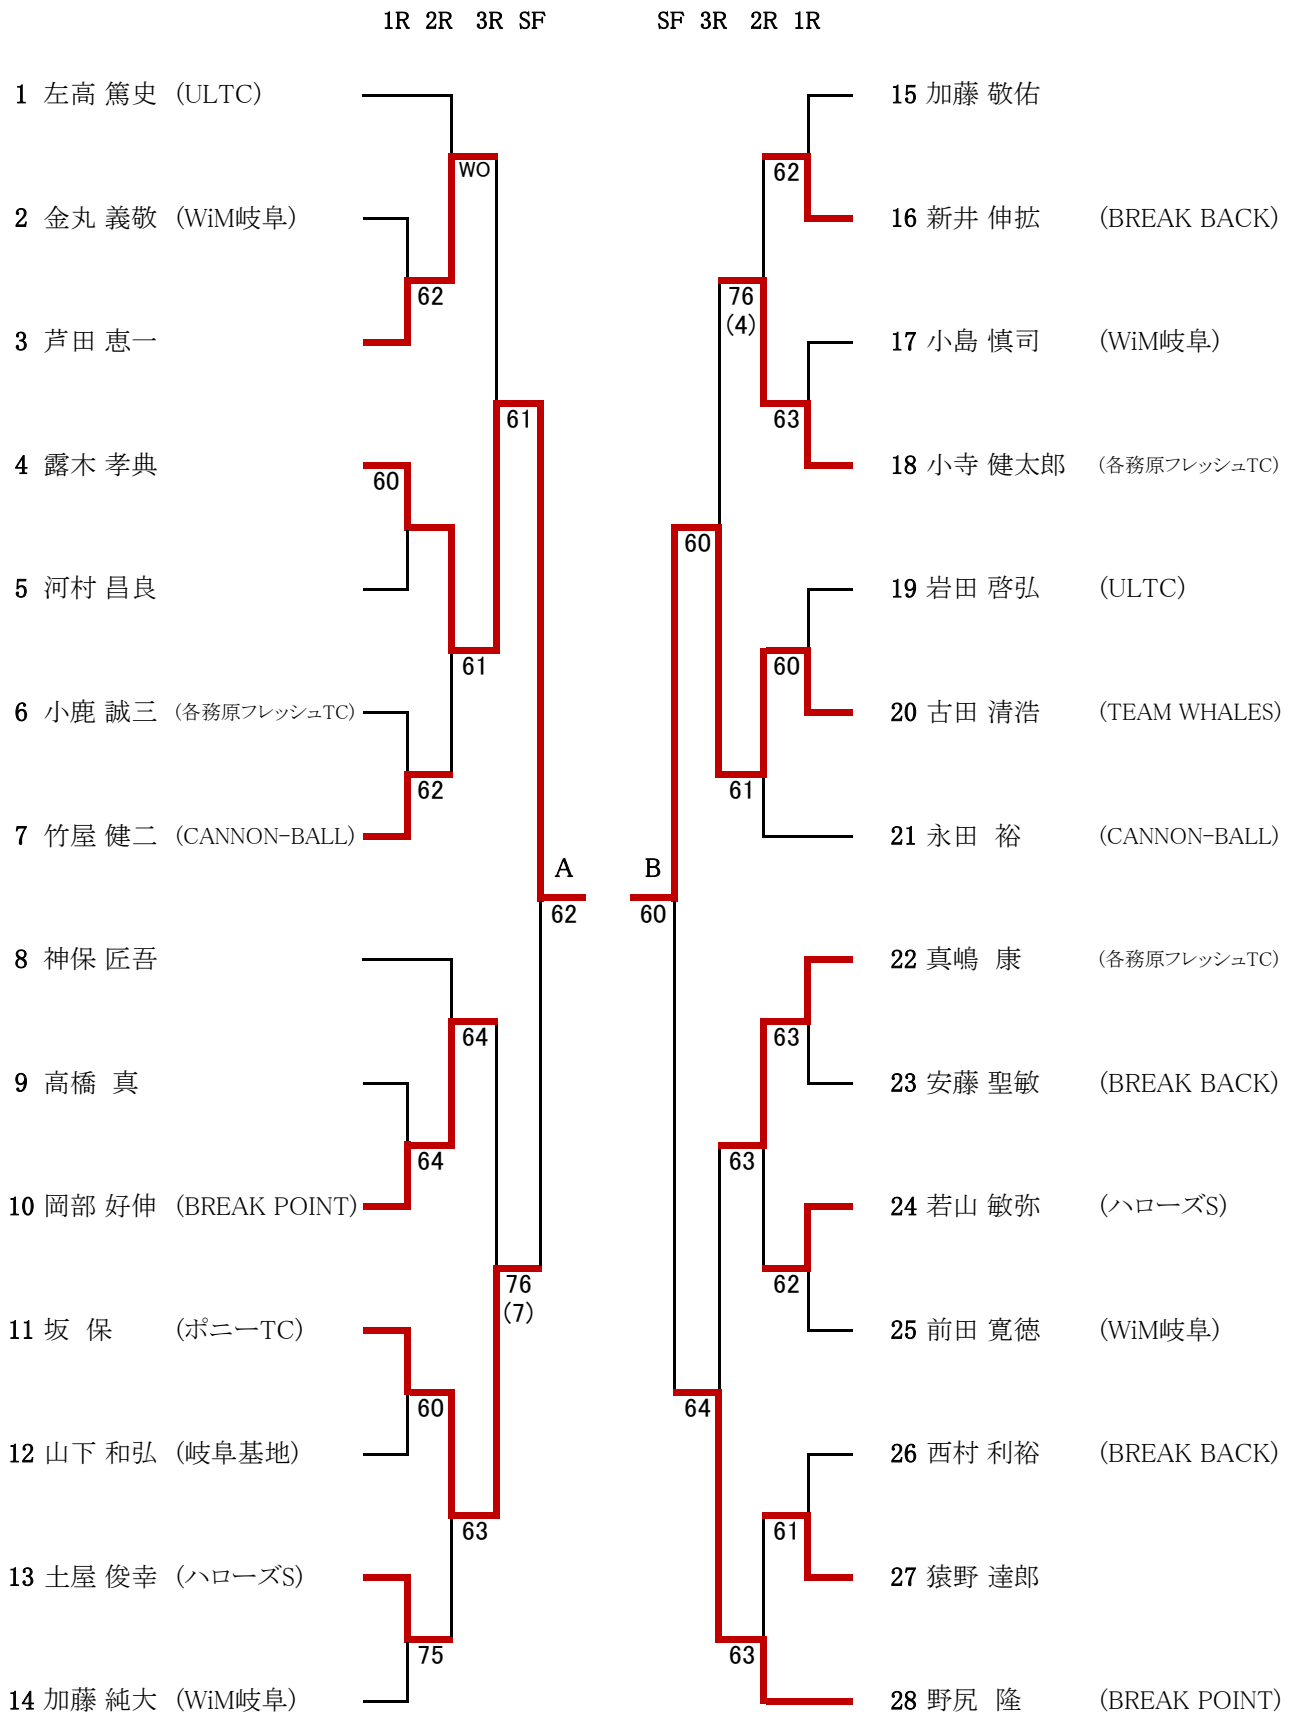 1R 2R 3R SF SF 3R 2R 1R
1 左高 篤史 (ULTC) 15 加藤 敬佑
WO 62
2 金丸 義敬 (WiM岐阜) 16 新井 伸拡 (BREAK BACK)
62 76
(4)
3 芦田 恵一 17 小島 慎司 (WiM岐阜)
61 63
4 露木 孝典 18 小寺 健太郎 (各務原フレッシュTC)
60
60
5 河村 昌良 19 岩田 啓弘 (ULTC)
61 60
6 小鹿 誠三 (各務原フレッシュTC) 20 古田 清浩 (TEAM WHALES)
62 61
7 竹屋 健二 (CANNON-BALL) 21 永田 裕 (CANNON-BALL)
A B
62 60
8 神保 匠吾 22 真嶋 康 (各務原フレッシュTC)
64 63
9 高橋 真 23 安藤 聖敏 (BREAK BACK)
64 63
10 岡部 好伸 (BREAK POINT) 24 若山 敏弥 (ハローズS)
76 62
(7)
11 坂 保 (ポニーTC) 25 前田 寛徳 (WiM岐阜)
60 64
12 山下 和弘 (岐阜基地) 26 西村 利裕 (BREAK BACK)
63 61
13 土屋 俊幸 (ハローズS) 27 猿野 達郎
75 63
14 加藤 純大 (WiM岐阜) 28 野尻 隆 (BREAK POINT)